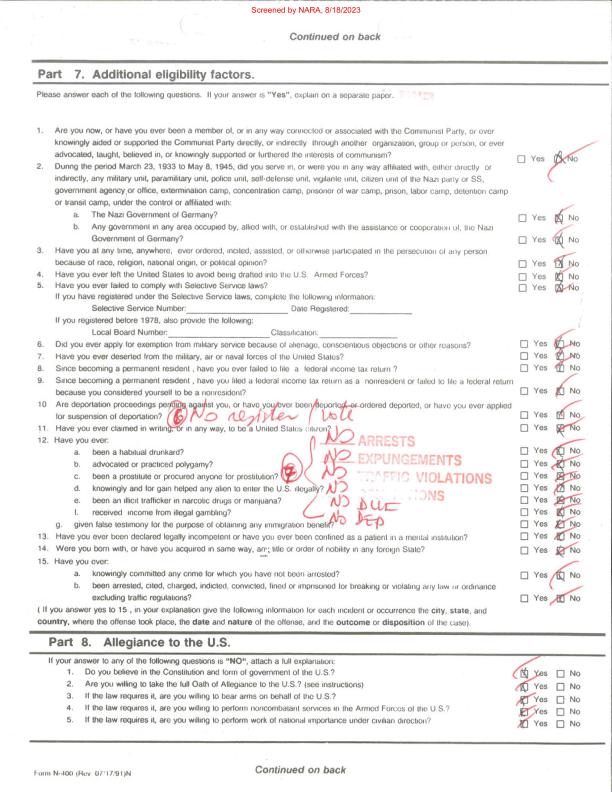 Screened by NARA, 8/18/2023
Continued on back
Part 7. Additional eligibility factors.
Please answer each of the following questions. If your answer is "Yes", explain on a separate paper.
1. Are you now, or have you ever been a member of, or in any way connected or associated with the Communist Party, or ever
knowingly aided or supported the Communist Party directly, or indirectly through another organization, group or person, or ever
advocated, taught, believed in, or knowingly supported or furthered the interests of communism? Yes No
2. During the period March 23, 1933 to May 8, 1945, did you serve in, or were you in any way affiliated with, either directly or
indirectly, any military unit, paramilitary unit, police unit, self-defense unit, vigilante unit, citizen unit of the Nazi party or SS,
government agency or office, extermination camp, concentration camp, prisoner of war camp, prison, labor camp, detention camp
or transit camp, under the control or affiliated with:
a. The Nazi Government of Germany? Yes No
b. Any government in any area occupied by, allied with, or established with the assistance or cooperation of, the Nazi
Government of Germany? Yes No
3. Have you at any time, anywhere, ever ordered, incited, assisted, or otherwise participated in the persecution of any person
because of race, religion, national origin, or political opinion? Yes No
4. Have you ever left the United States to avoid being drafted into the U.S. Armed Forces? Yes No
5. Have you ever failed to comply with Selective Service laws? Yes No
If you have registered under the Selective Service laws, complete the following information:
Selective Service Number: Date Registered:
If you registered before 1978, also provide the following:
Local Board Number: Classification:
6. Did you ever apply for exemption from military service because of alienage, conscientious objections or other reasons? Yes No
7. Have you ever deserted from the military, air or naval forces of the United States? Yes No
8. Since becoming a permanent resident , have you ever failed to file a federal income tax return ? Yes No
9. Since becoming a permanent resident , have you filed a federal income tax return as a nonresident or failed to file a federal return
because you considered yourself to be a nonresident? Yes No
10 Are deportation proceedings pending against you, or have you ever been deported, or ordered deported, or have you ever applied
for suspension of deportation? 6 No register / vote Yes No
11. Have you ever claimed in writing, or in any way, to be a United States citizen? Yes No
12. Have you ever: NO ARRESTS
a. been a habitual drunkard? Yes No
b. advocated or practiced polygamy? NO EXPUNGEMENTS Yes No
c. been a prostitute or procured anyone for prostitution? 7 NO TRAFFIC VIOLATIONS Yes No
d. knowingly and for gain helped any alien to enter the U.S. illegally? NO Yes No
e. been an illicit trafficker in narcotic drugs or marijuana? NO DUE Yes No
f. received income from illegal gambling? NO DEP Yes No
g. given false testimony for the purpose of obtaining any immigration benefit? Yes No
13. Have you ever been declared legally incompetent or have you ever been confined as a patient in a mental institution? Yes No
14. Were you born with, or have you acquired in same way, any title or order of nobility in any foreign State? Yes No
15. Have you ever:
a. knowingly committed any crime for which you have not been arrested? Yes No
b. been arrested, cited, charged, indicted, convicted, fined or imprisoned for breaking or violating any law or ordinance
excluding traffic regulations? Yes No
( If you answer yes to 15 , in your explanation give the following information for each incident or occurrence the city, state, and
country, where the offense took place, the date and nature of the offense, and the outcome or disposition of the case).
Part 8. Allegiance to the U.S.
If your answer to any of the following questions is "NO", attach a full explanation:
1. Do you believe in the Constitution and form of government of the U.S.? Yes No
2. Are you willing to take the full Oath of Allegiance to the U.S.? (see instructions) Yes No
3. If the law requires it, are you willing to bear arms on behalf of the U.S.? Yes No
4. If the law requires it, are you willing to perform noncombatant services in the Armed Forces of the U.S.? Yes No
5. If the law requires it, are you willing to perform work of national importance under civilian direction? Yes No
Form N-400 (Rev. 07/17/91)N
Continued on back